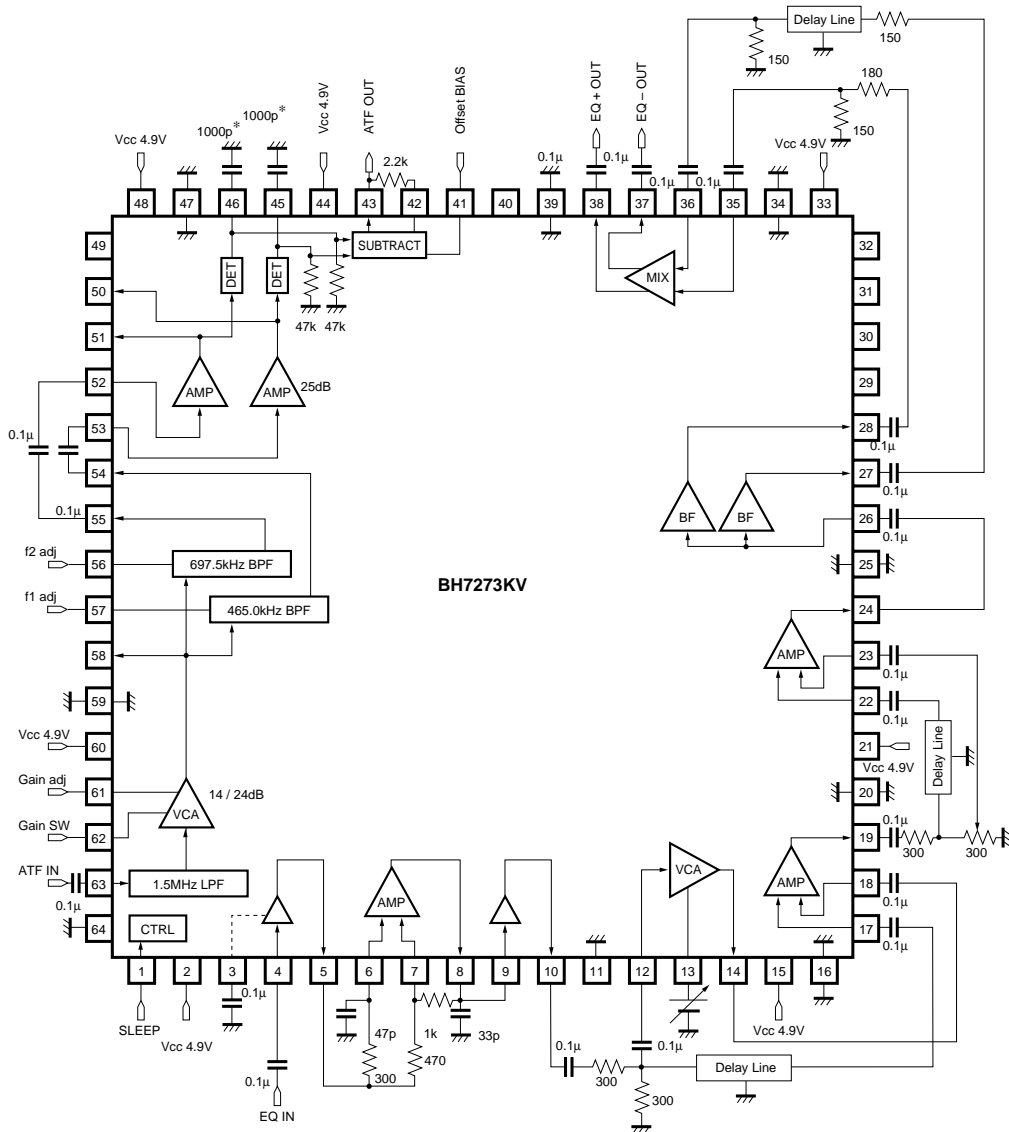 Delay Line
150
150
180
150
Vcc 4.9V
1000p*
1000p*
Vcc 4.9V
ATF OUT
2.2k
Offset BIAS
0.1μ
EQ + OUT
0.1μ
EQ – OUT
0.1μ
0.1μ
Vcc 4.9V
48
47
46
45
44
43
42
41
40
39
38
37
36
35
34
33
49
50
51
52
53
54
55
56
57
58
59
60
61
62
63
64
32
31
30
29
28
27
26
25
24
23
22
21
20
19
18
17
SUBTRACT
DET
DET
47k
47k
MIX
AMP
AMP
25dB
0.1μ
0.1μ
0.1μ
0.1μ
0.1μ
BF
BF
f2 adj
697.5kHz BPF
BH7273KV
f1 adj
465.0kHz BPF
AMP
0.1μ
0.1μ
Delay Line
Vcc 4.9V
Vcc 4.9V
Gain adj
14 / 24dB
VCA
Gain SW
0.1μ
300
300
ATF IN
0.1μ
1.5MHz LPF
AMP
VCA
AMP
0.1μ
0.1μ
CTRL
1
2
3
4
5
6
7
8
9
10
11
12
13
14
15
16
SLEEP
Vcc 4.9V
0.1μ
0.1μ
EQ IN
47p
300
1k
470
33p
0.1μ
300
0.1μ
300
Delay Line
Vcc 4.9V